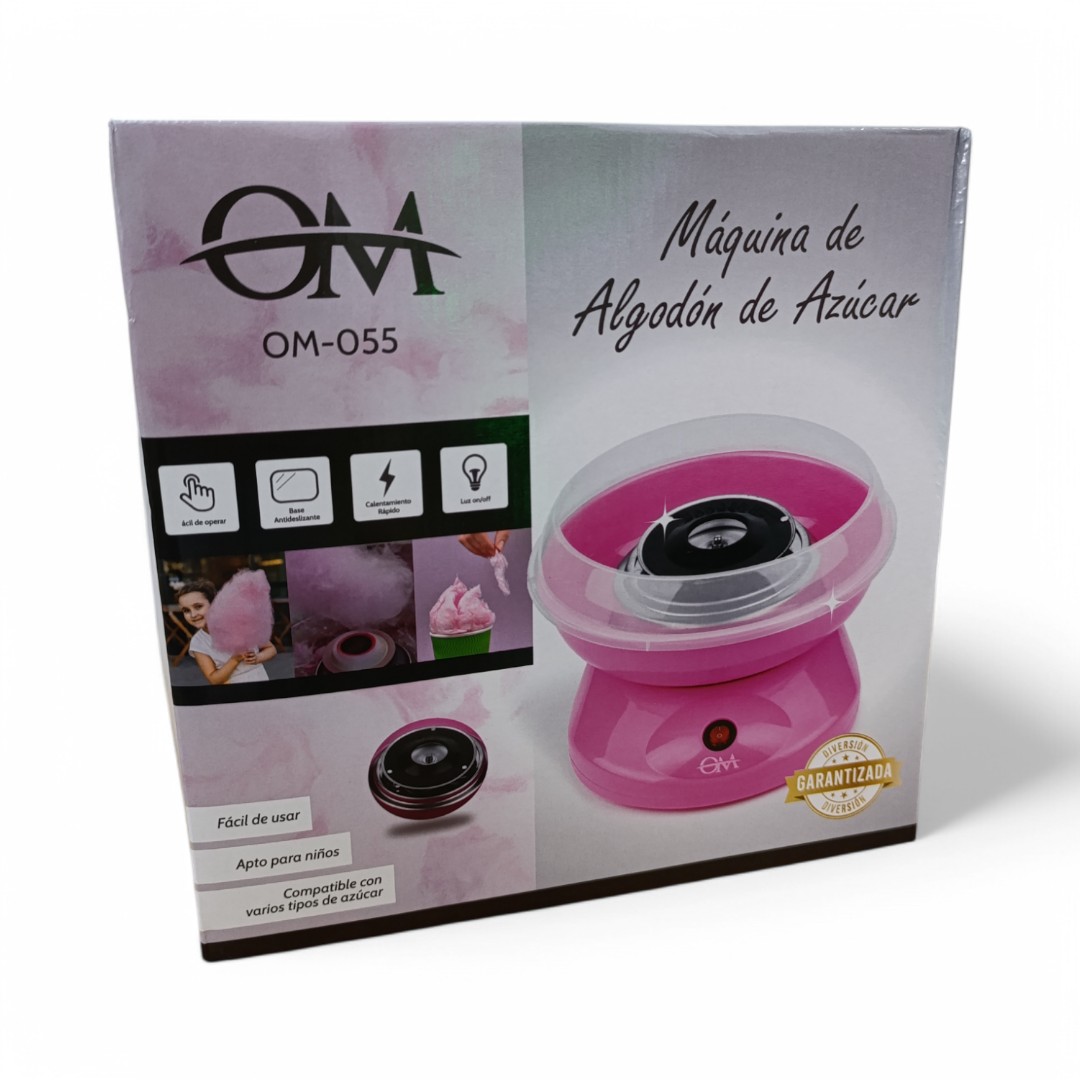 OM
OM-055
Máquina de
Algodón de Azúcar
ácil de operar
Base
Antideslizante
Calentamiento
Rápido
Luz on/off
OM
DIVERSIÓN
GARANTIZADA
DIVERSIÓN
Fácil de usar
Apto para niños
Compatible con
varios tipos de azúcar